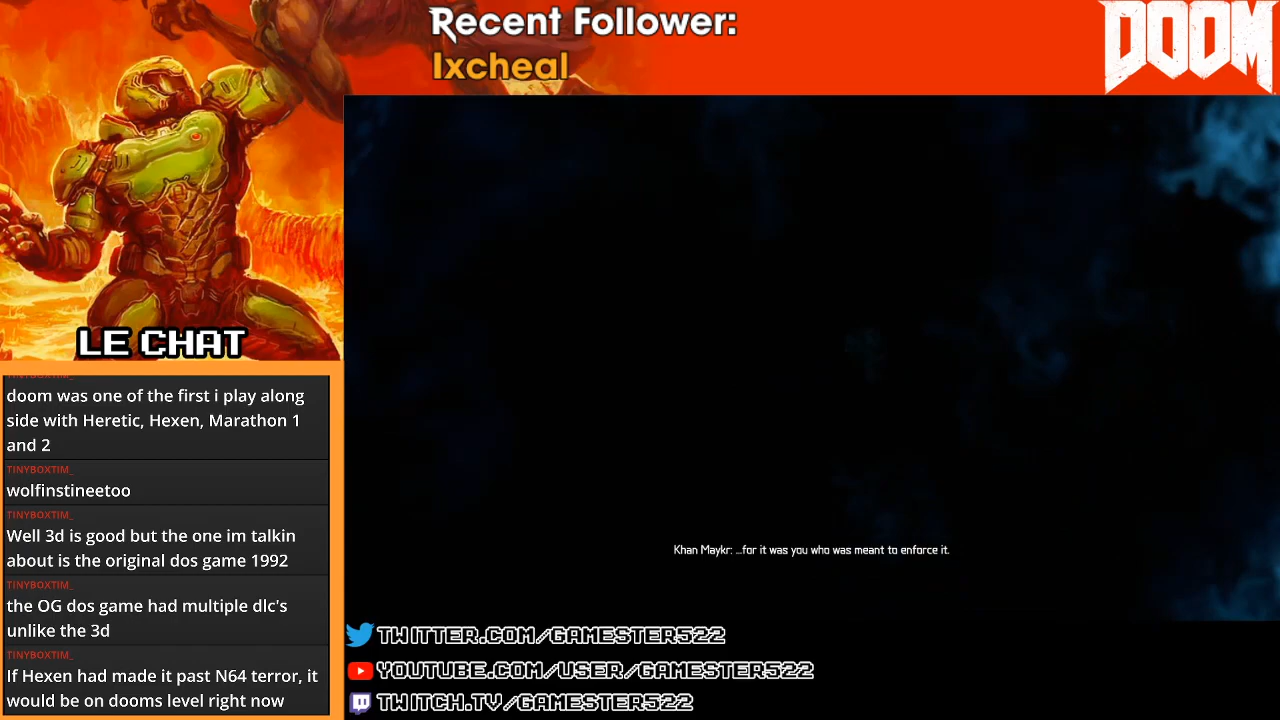 Recent Follower:
Ixcheal
DOOM
LE CHAT
doom was one of the first i play along
side with Heretic, Hexen, Marathon 1
and 2
TINYBOXTIM_
wolfinstineetoo
TINYBOXTIM_
Well 3d is good but the one im talkin
about is the original dos game 1992
TINYBOXTIM_
the OG dos game had multiple dlc's
unlike the 3d
TINYBOXTIM_
If Hexen had made it past N64 terror, it
would be on dooms level right now
Khan Maykr: ...for it was you who was meant to enforce it.
TWITTER.COM/GAMESTER522
YOUTUBE.COM/USER/GAMESTER522
TWITCH.TV/GAMESTER522